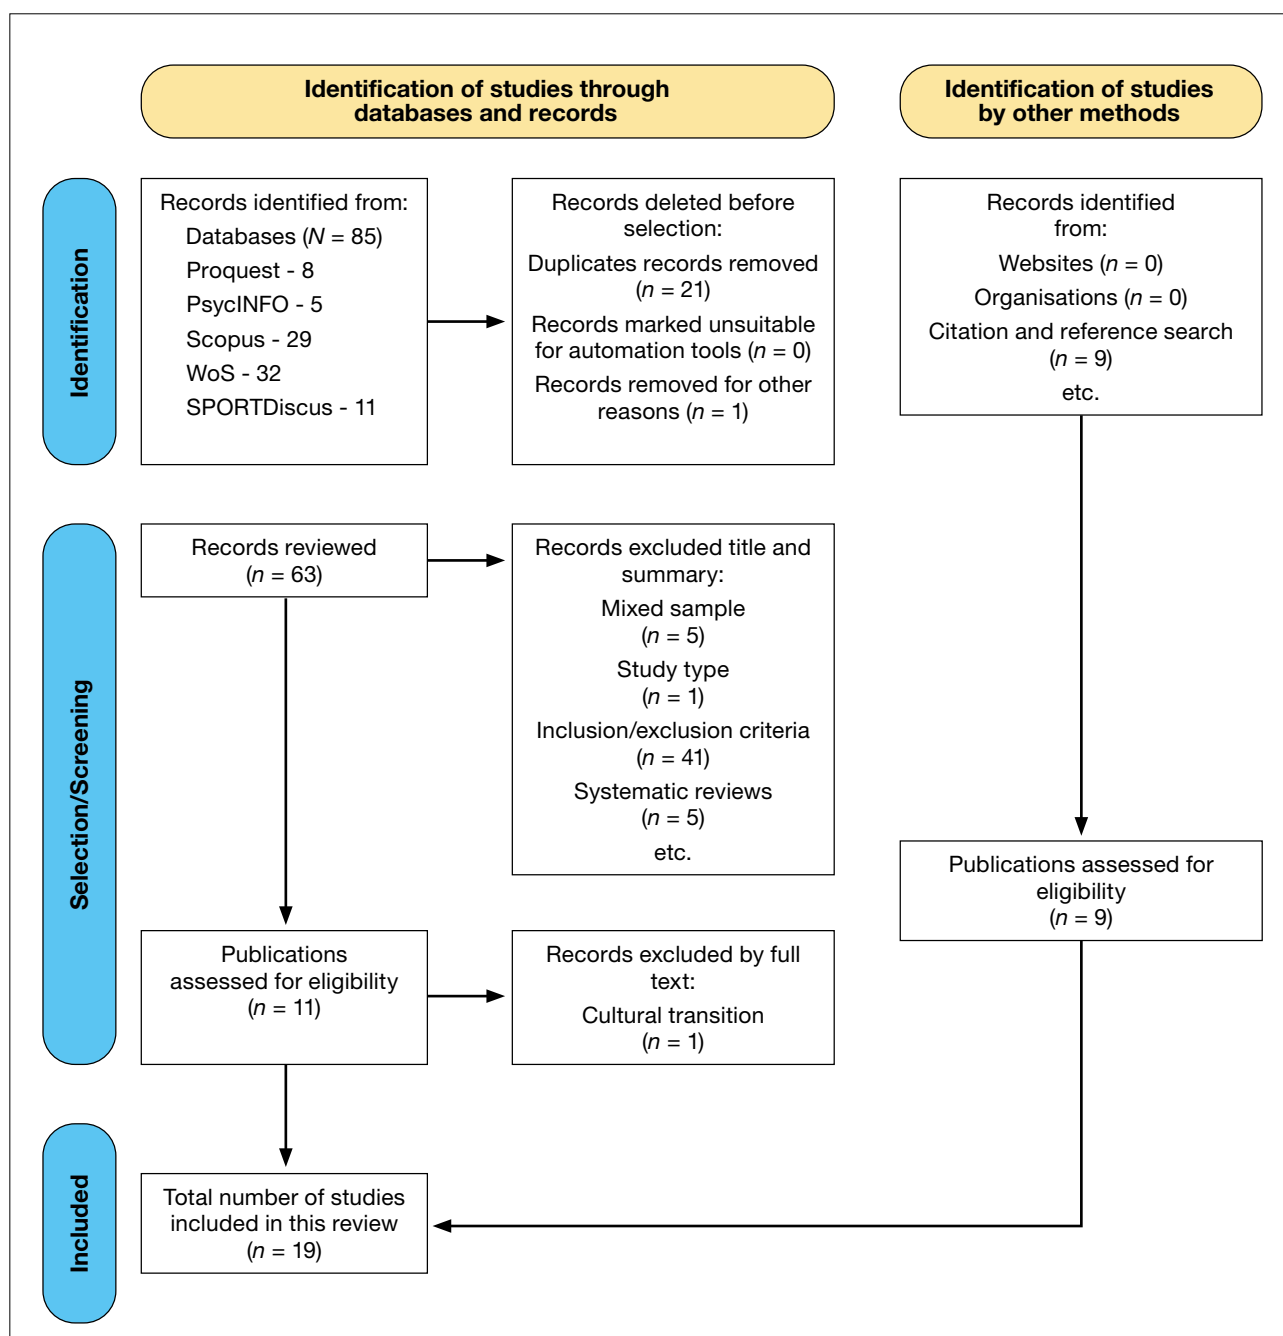 Identification of studies through
databases and records
Identification of studies
by other methods
Identification
Records identified from:
Databases (N = 85)
Proquest - 8
PsycINFO - 5
Scopus - 29
WoS - 32
SPORTDiscus - 11
Records deleted before
selection:
Duplicates records removed
(n = 21)
Records marked unsuitable
for automation tools (n = 0)
Records removed for other
reasons (n = 1)
Records identified
from:
Websites (n = 0)
Organisations (n = 0)
Citation and reference search
(n = 9)
etc.
Selection/Screening
Records reviewed
(n = 63)
Records excluded title and
summary:
Mixed sample
(n = 5)
Study type
(n = 1)
Inclusion/exclusion criteria
(n = 41)
Systematic reviews
(n = 5)
etc.
Publications assessed for
eligibility
(n = 9)
Publications
assessed for eligibility
(n = 11)
Records excluded by full
text:
Cultural transition
(n = 1)
Included
Total number of studies
included in this review
(n = 19)